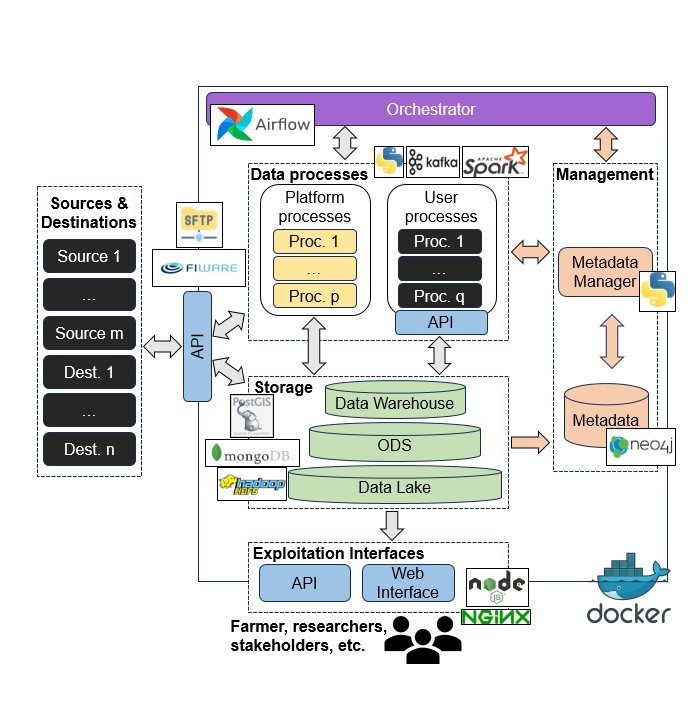 Orchestrator
Airflow
Data processes
kafka
APACHE
Spark
Management
Platform
processes
Proc. 1
...
Proc. p
User
processes
Proc. 1
...
Proc. q
API
Sources &
Destinations
Source 1
...
Source m
Dest. 1
...
Dest. n
SFTP
FIWARE
API
Metadata
Manager
Metadata
neo4j
Storage
PostGIS
mongoDB.
hadoop
HDFS
Data Warehouse
ODS
Data Lake
Exploitation Interfaces
API
Web
Interface
node
JS
NGINX
docker
Farmer, researchers,
stakeholders, etc.